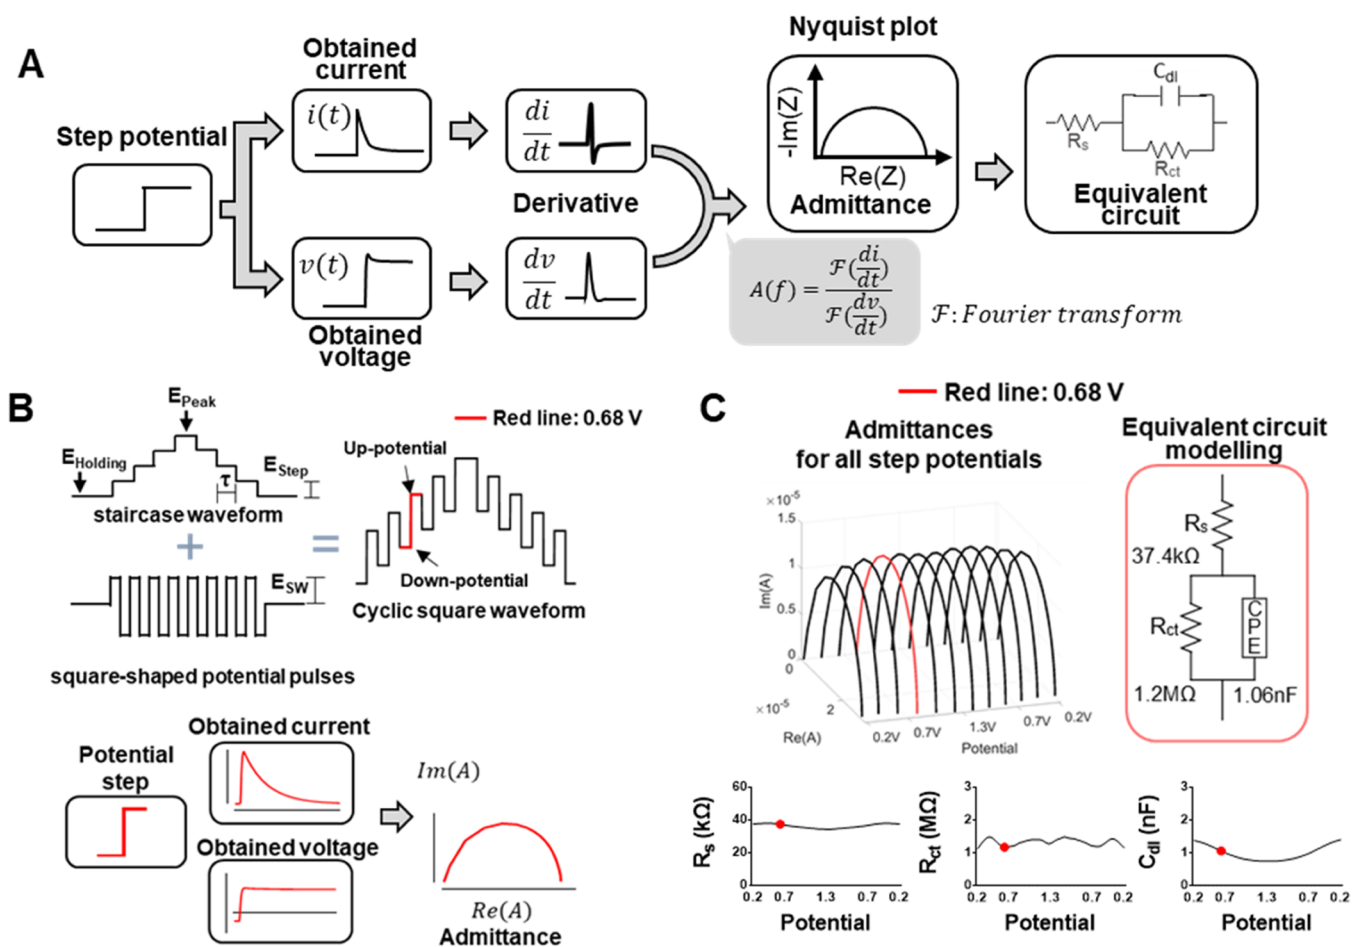 A
Step potential
Obtained
current
i(t)
v(t)
Obtained
voltage
di
dt
Derivative
dv
dt
Nyquist plot
-Im(Z)
Re(Z)
Admittance
A(f) = ℱ(di/dt) / ℱ(dv/dt)
ℱ: Fourier transform
Cdl
Rs
Rct
Equivalent
circuit
B
EPeak
EHolding
EStep
τ
staircase waveform
+
=
ESW
square-shaped potential pulses
Red line: 0.68 V
Up-potential
Down-potential
Cyclic square waveform
Potential
step
Obtained current
Obtained voltage
Im(A)
Re(A)
Admittance
C
Red line: 0.68 V
Admittances
for all step potentials
×10⁻⁵
1.5
1
0.5
0
Im(A)
0
2
×10⁻⁵
Re(A)
0.2V
0.7V
1.3V
0.7V
0.2V
Potential
Equivalent circuit
modelling
Rs
37.4kΩ
Rct
CPE
1.2MΩ
1.06nF
Rs (kΩ)
60
40
20
0
0.2 0.7 1.3 0.7 0.2
Potential
Rct (MΩ)
3
2
1
0
0.2 0.7 1.3 0.7 0.2
Potential
Cdl (nF)
3
2
1
0
0.2 0.7 1.3 0.7 0.2
Potential